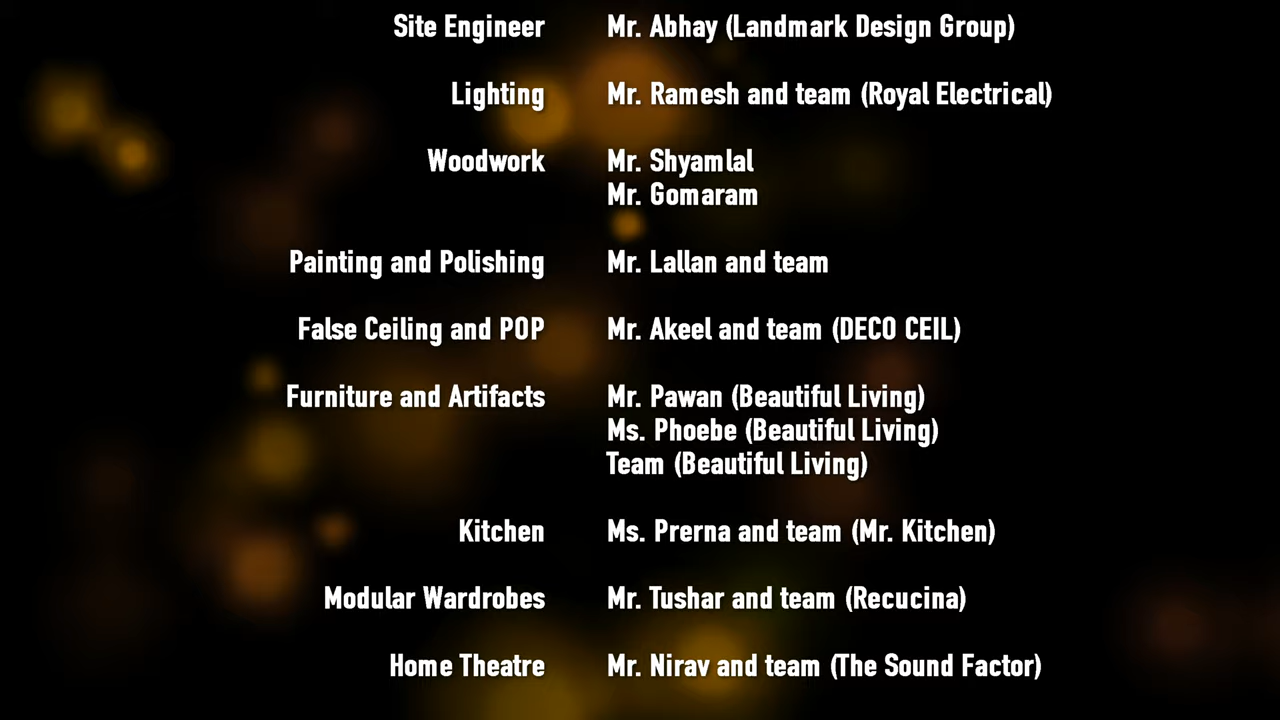 Site Engineer Mr. Abhay (Landmark Design Group)
Lighting Mr. Ramesh and team (Royal Electrical)
Woodwork Mr. Shyamlal
Mr. Gomaram
Painting and Polishing Mr. Lallan and team
False Ceiling and POP Mr. Akeel and team (DECO CEIL)
Furniture and Artifacts Mr. Pawan (Beautiful Living)
Ms. Phoebe (Beautiful Living)
Team (Beautiful Living)
Kitchen Ms. Prerna and team (Mr. Kitchen)
Modular Wardrobes Mr. Tushar and team (Recucina)
Home Theatre Mr. Nirav and team (The Sound Factor)